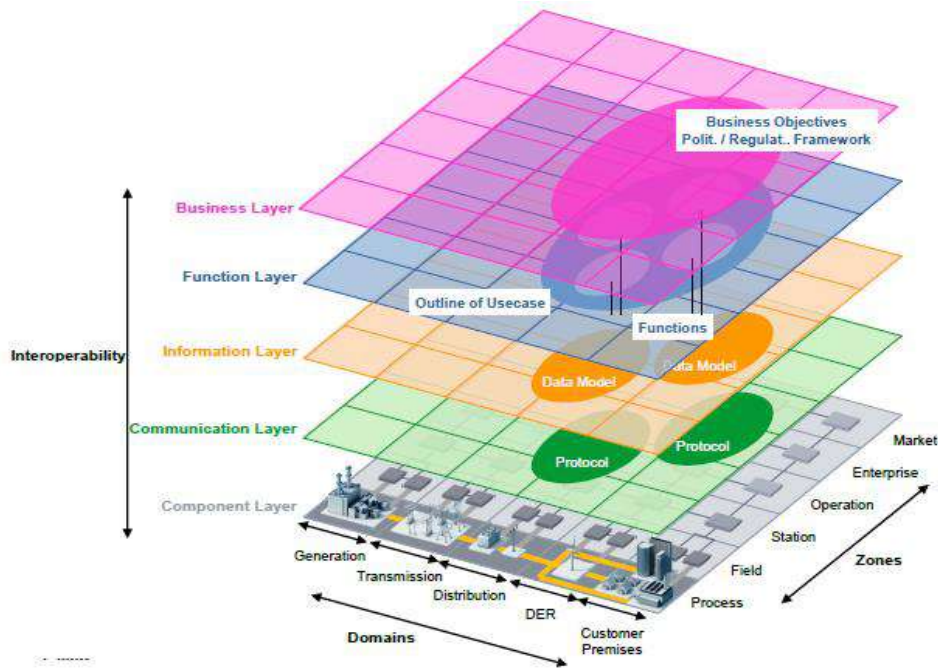 Business Objectives
Polit. / Regulat.. Framework
Business Layer
Function Layer
Outline of Usecase
Functions
Interoperability
Information Layer
Data Model
Data Model
Communication Layer
Protocol
Protocol
Component Layer
Market
Enterprise
Operation
Station
Field
Process
Zones
Generation
Transmission
Distribution
DER
Customer
Premises
Domains